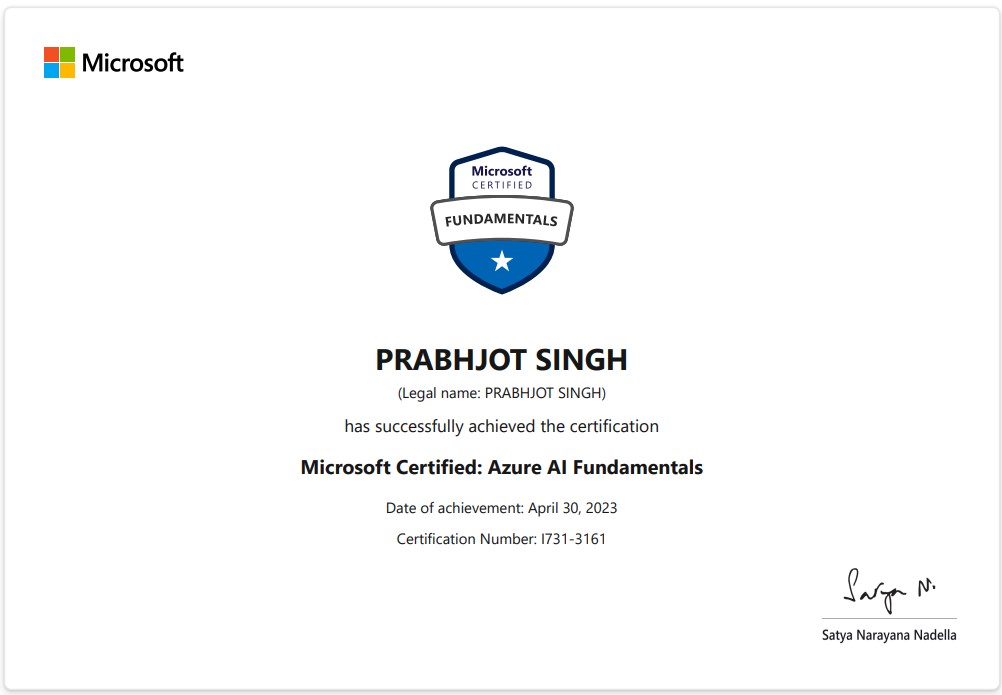 Microsoft
Microsoft
CERTIFIED
FUNDAMENTALS
PRABHJOT SINGH
(Legal name: PRABHJOT SINGH)
has successfully achieved the certification
Microsoft Certified: Azure AI Fundamentals
Date of achievement: April 30, 2023
Certification Number: I731-3161
Satya N.
Satya Narayana Nadella